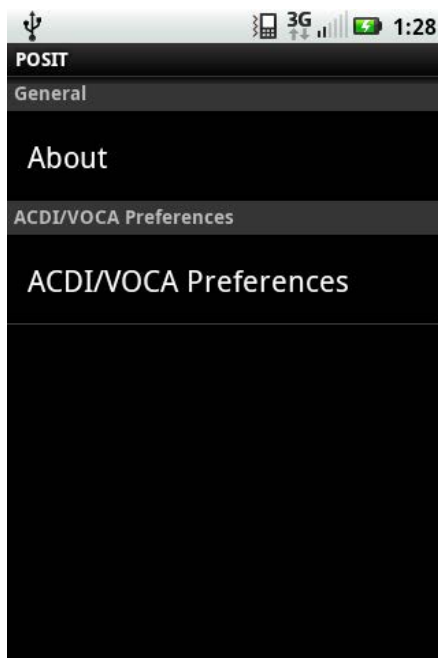 3G 1:28
POSIT
General
About
ACDI/VOCA Preferences
ACDI/VOCA Preferences